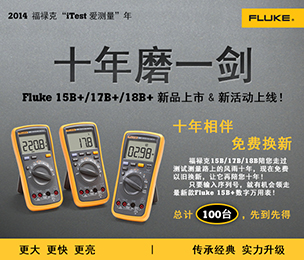 2014 福禄克 “iTest 爱测量” 年
FLUKE
十年磨一剑
Fluke 15B+/17B+/18B+ 新品上市 & 新活动上线！
十年相伴
免费换新
福禄克15B/17B/18B陪您走过
测试测量路上的风雨十年，现在免费
以旧换新，让它再陪您十年！
只要输入序列号，就有机会领走
最新款Fluke 15B+数字万用表！
总计 100台，先到先得
220.8
17.8
02.98
更大 更快 更亮
传承经典 实力升级